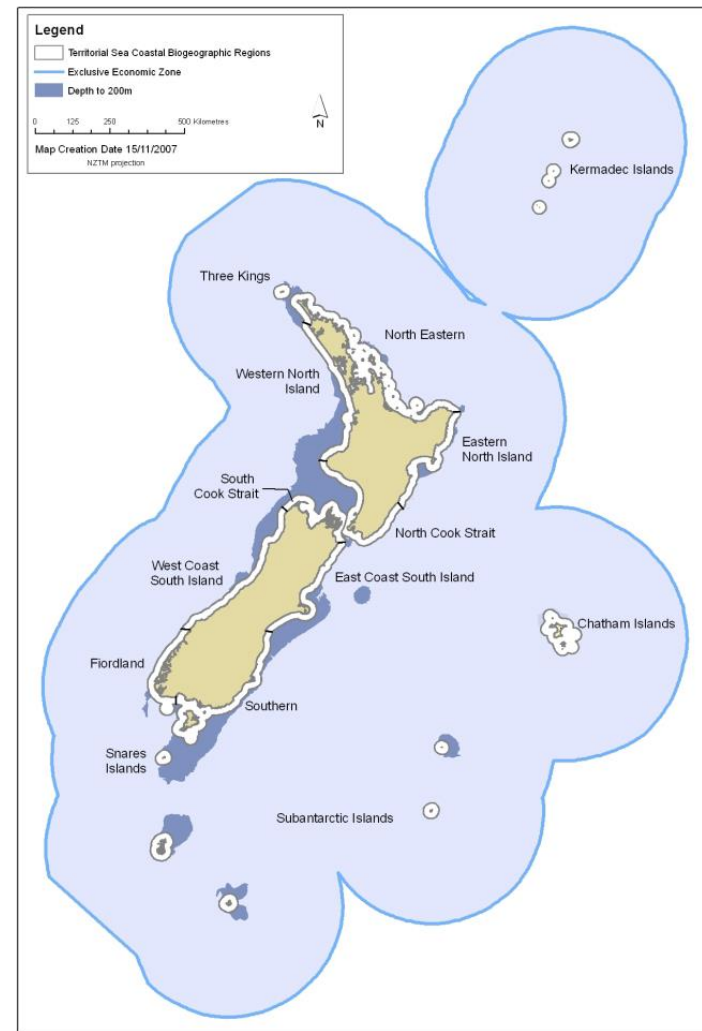 Legend
Territorial Sea Coastal Biogeographic Regions
Exclusive Economic Zone
Depth to 200m
0 125 250 500 Kilometres
N
Map Creation Date 15/11/2007
NZTM projection
Kermadec Islands
Three Kings
North Eastern
Western North
Island
Eastern
North Island
South
Cook Strait
North Cook Strait
West Coast
South Island
East Coast South Island
Chatham Islands
Fiordland
Southern
Snares
Islands
Subantarctic Islands